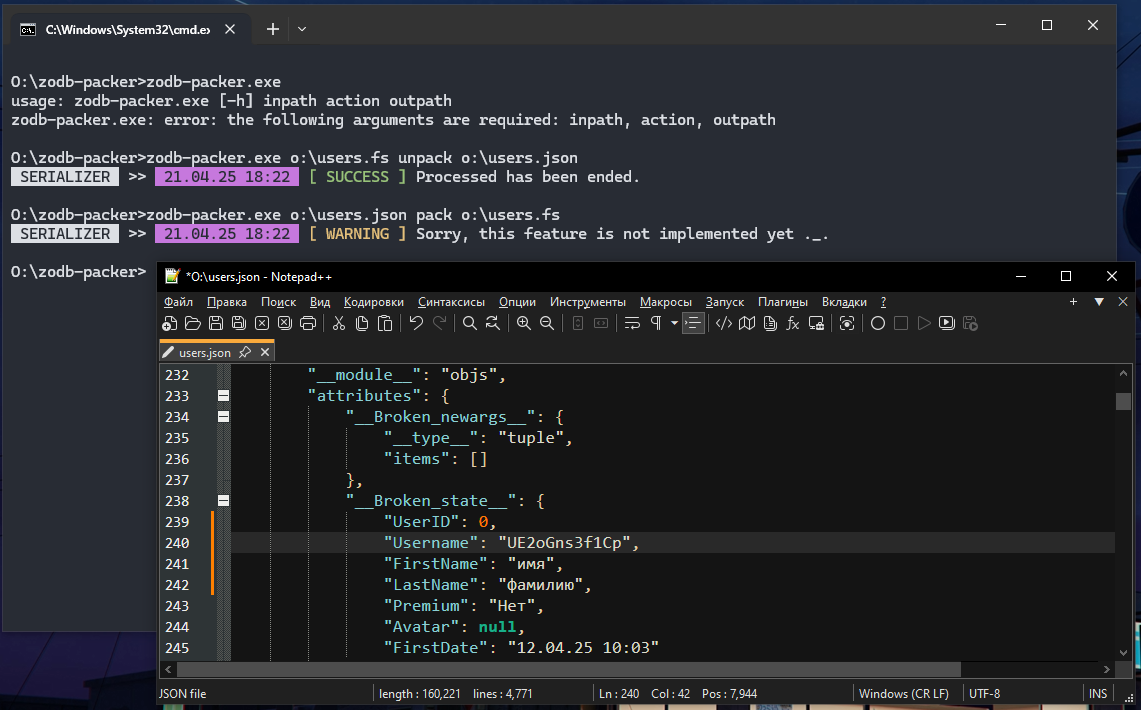 C:\Windows\System32\cmd.ex
O:\zodb-packer>zodb-packer.exe
usage: zodb-packer.exe [-h] inpath action outpath
zodb-packer.exe: error: the following arguments are required: inpath, action, outpath
O:\zodb-packer>zodb-packer.exe o:\users.fs unpack o:\users.json
SERIALIZER >> 21.04.25 18:22 [ SUCCESS ] Processed has been ended.
O:\zodb-packer>zodb-packer.exe o:\users.json pack o:\users.fs
SERIALIZER >> 21.04.25 18:22 [ WARNING ] Sorry, this feature is not implemented yet ._.
O:\zodb-packer>
*O:\users.json - Notepad++
Файл Правка Поиск Вид Кодировки Синтаксисы Опции Инструменты Макросы Запуск Плагины Вкладки ?
users.json
232 "__module__": "objs",
233 "attributes": {
234 "__Broken_newargs__": {
235 "__type__": "tuple",
236 "items": []
237 },
238 "__Broken_state__": {
239 "UserID": 0,
240 "Username": "UE2oGns3f1Cp",
241 "FirstName": "имя",
242 "LastName": "фамилию",
243 "Premium": "Нет",
244 "Avatar": null,
245 "FirstDate": "12.04.25 10:03"
JSON file length : 160,221 lines : 4,771 Ln : 240 Col : 42 Pos : 7,944 Windows (CR LF) UTF-8 INS